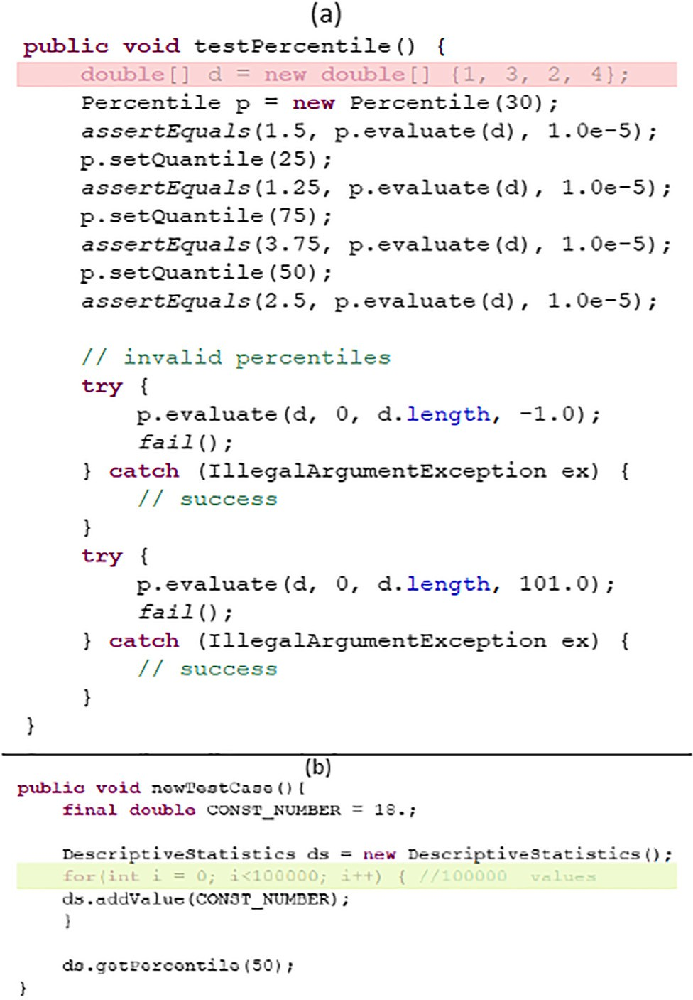 (a)
public void testPercentile() {
double[] d = new double[] {1, 3, 2, 4};
Percentile p = new Percentile(30);
assertEquals(1.5, p.evaluate(d), 1.0e-5);
p.setQuantile(25);
assertEquals(1.25, p.evaluate(d), 1.0e-5);
p.setQuantile(75);
assertEquals(3.75, p.evaluate(d), 1.0e-5);
p.setQuantile(50);
assertEquals(2.5, p.evaluate(d), 1.0e-5);
// invalid percentiles
try {
p.evaluate(d, 0, d.length, -1.0);
fail();
} catch (IllegalArgumentException ex) {
// success
}
try {
p.evaluate(d, 0, d.length, 101.0);
fail();
} catch (IllegalArgumentException ex) {
// success
}
}
(b)
public void newTestCase(){
final double CONST_NUMBER = 18.;
DescriptiveStatistics ds = new DescriptiveStatistics();
for(int i = 0; i<100000; i++) { //100000 values
ds.addValue(CONST_NUMBER);
}
ds.getPercentile(50);
}